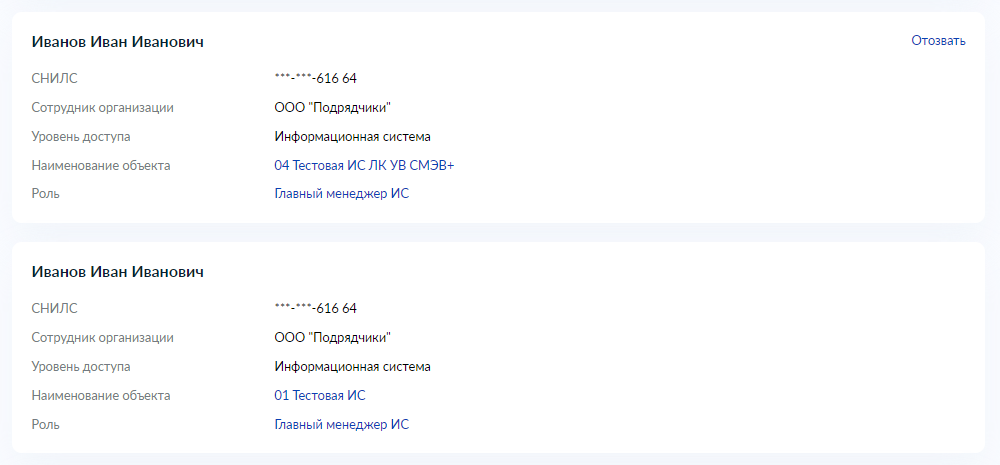 Иванов Иван Иванович Отозвать
СНИЛС ***-***-616 64
Сотрудник организации ООО "Подрядчики"
Уровень доступа Информационная система
Наименование объекта 04 Тестовая ИС ЛК УВ СМЭВ+
Роль Главный менеджер ИС
Иванов Иван Иванович
СНИЛС ***-***-616 64
Сотрудник организации ООО "Подрядчики"
Уровень доступа Информационная система
Наименование объекта 01 Тестовая ИС
Роль Главный менеджер ИС